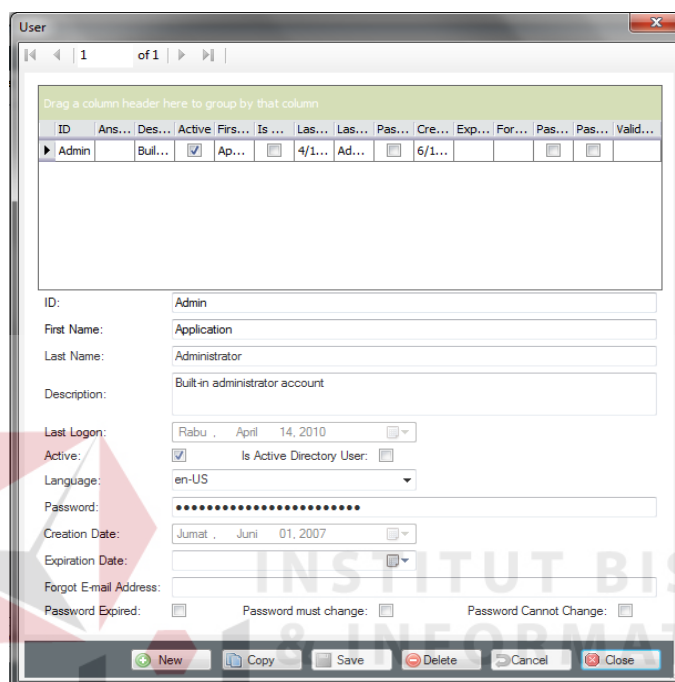 User
1 of 1
Drag a column header here to group by that column
ID Ans... Des... Active Firs... Is ... Las... Las... Pas... Cre... Exp... For... Pas... Pas... Valid...
Admin Buil... Ap... 4/1... Ad... 6/1...
ID: Admin
First Name: Application
Last Name: Administrator
Description: Built-in administrator account
Last Logon: Rabu , April 14, 2010
Active: Is Active Directory User:
Language: en-US
Password: ••••••••••••••••••••••••
Creation Date: Jumat , Juni 01, 2007
Expiration Date:
Forgot E-mail Address:
Password Expired: Password must change: Password Cannot Change:
INSTITUT BIS
& INFORMAT
New Copy Save Delete Cancel Close